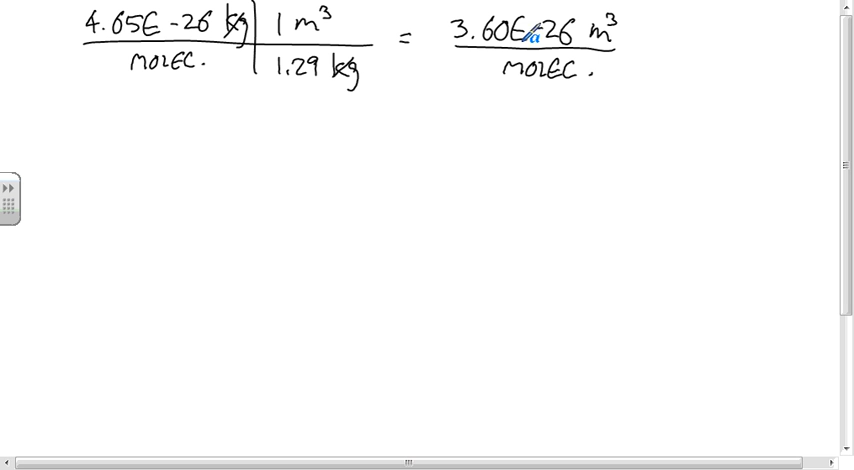 4.65E-26 kg | 1 m³ = 3.60E-26 m³
MOLEC. | 1.29 kg MOLEC.